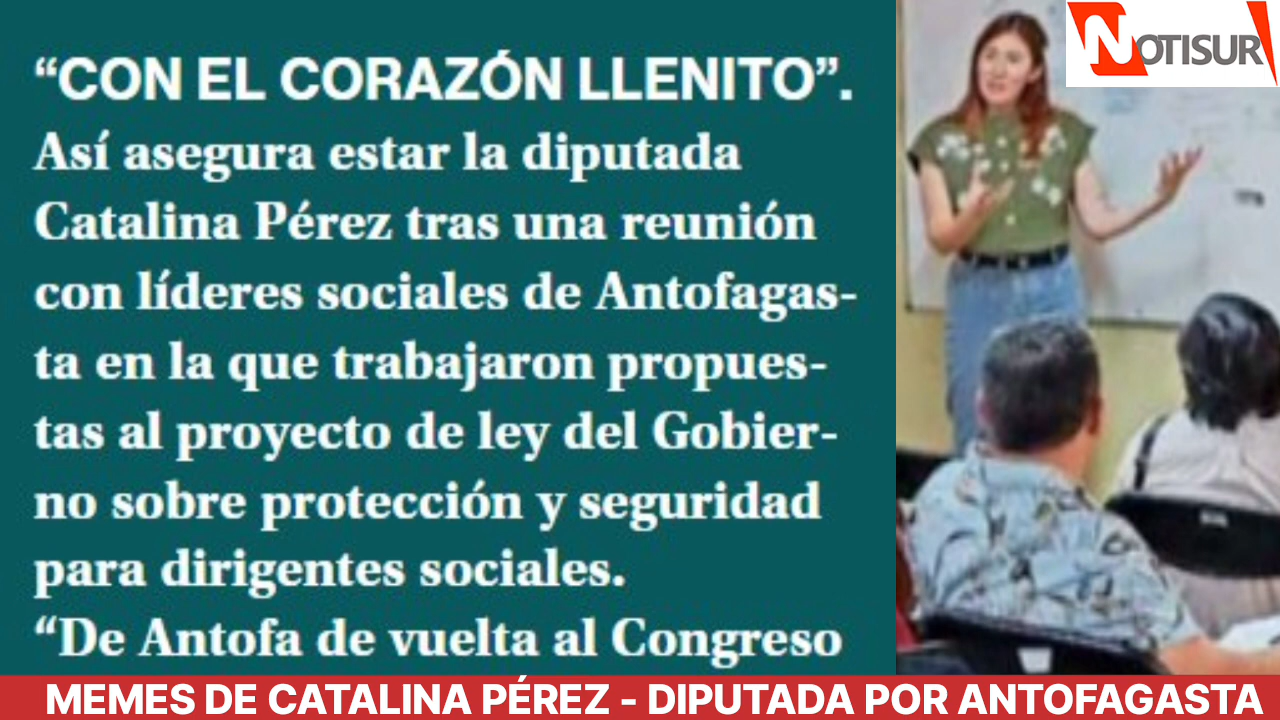 “CON EL CORAZÓN LLENITO”.
Así asegura estar la diputada
Catalina Pérez tras una reunión
con líderes sociales de Antofagas-
ta en la que trabajaron propues-
tas al proyecto de ley del Gobier-
no sobre protección y seguridad
para dirigentes sociales.
“De Antofa de vuelta al Congreso
NOTISUR
MEMES DE CATALINA PÉREZ - DIPUTADA POR ANTOFAGASTA